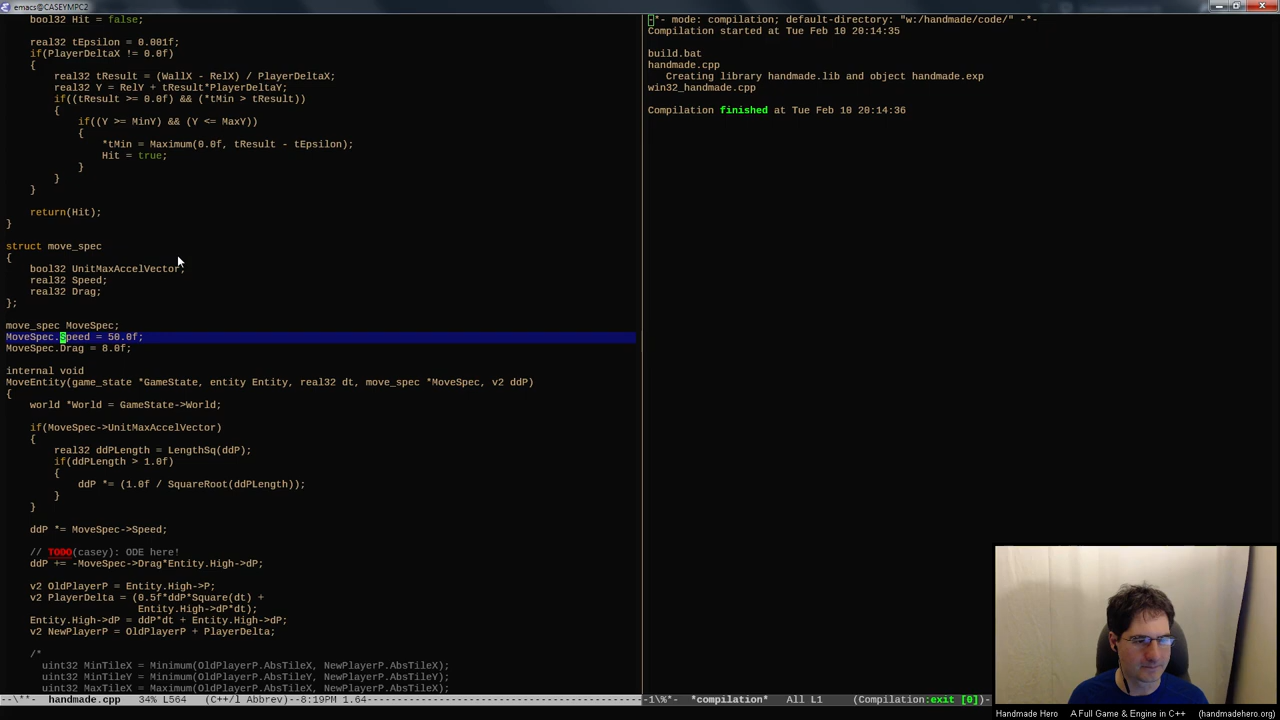 emacs@CASEYMPC2
bool32 Hit = false;
real32 tEpsilon = 0.001f;
if(PlayerDeltaX != 0.0f)
{
real32 tResult = (WallX - RelX) / PlayerDeltaX;
real32 Y = RelY + tResult*PlayerDeltaY;
if((tResult >= 0.0f) && (*tMin > tResult))
{
if((Y >= MinY) && (Y <= MaxY))
{
*tMin = Maximum(0.0f, tResult - tEpsilon);
Hit = true;
}
}
}
return(Hit);
}
struct move_spec
{
bool32 UnitMaxAccelVector;
real32 Speed;
real32 Drag;
};
move_spec MoveSpec;
MoveSpec.Speed = 50.0f;
MoveSpec.Drag = 8.0f;
internal void
MoveEntity(game_state *GameState, entity Entity, real32 dt, move_spec *MoveSpec, v2 ddP)
{
world *World = GameState->World;
if(MoveSpec->UnitMaxAccelVector)
{
real32 ddPLength = LengthSq(ddP);
if(ddPLength > 1.0f)
{
ddP *= (1.0f / SquareRoot(ddPLength));
}
}
ddP *= MoveSpec->Speed;
// TODO(casey): ODE here!
ddP += -MoveSpec->Drag*Entity.High->dP;
v2 OldPlayerP = Entity.High->P;
v2 PlayerDelta = (0.5f*ddP*Square(dt) +
Entity.High->dP*dt);
Entity.High->dP = ddP*dt + Entity.High->dP;
v2 NewPlayerP = OldPlayerP + PlayerDelta;
/*
uint32 MinTileX = Minimum(OldPlayerP.AbsTileX, NewPlayerP.AbsTileX);
uint32 MinTileY = Minimum(OldPlayerP.AbsTileY, NewPlayerP.AbsTileY);
uint32 MaxTileX = Maximum(OldPlayerP.AbsTileX, NewPlayerP.AbsTileX);
--\**- handmade.cpp 34% L564 (C++/l Abbrev)--8:19PM 1.64
-*- mode: compilation; default-directory: "w:/handmade/code/" -*-
Compilation started at Tue Feb 10 20:14:35
build.bat
handmade.cpp
Creating library handmade.lib and object handmade.exp
win32_handmade.cpp
Compilation finished at Tue Feb 10 20:14:36
-1\%*- *compilation* All L1 (Compilation:exit [0])-
Handmade Hero A Full Game & Engine in C++ (handmadehero.org)